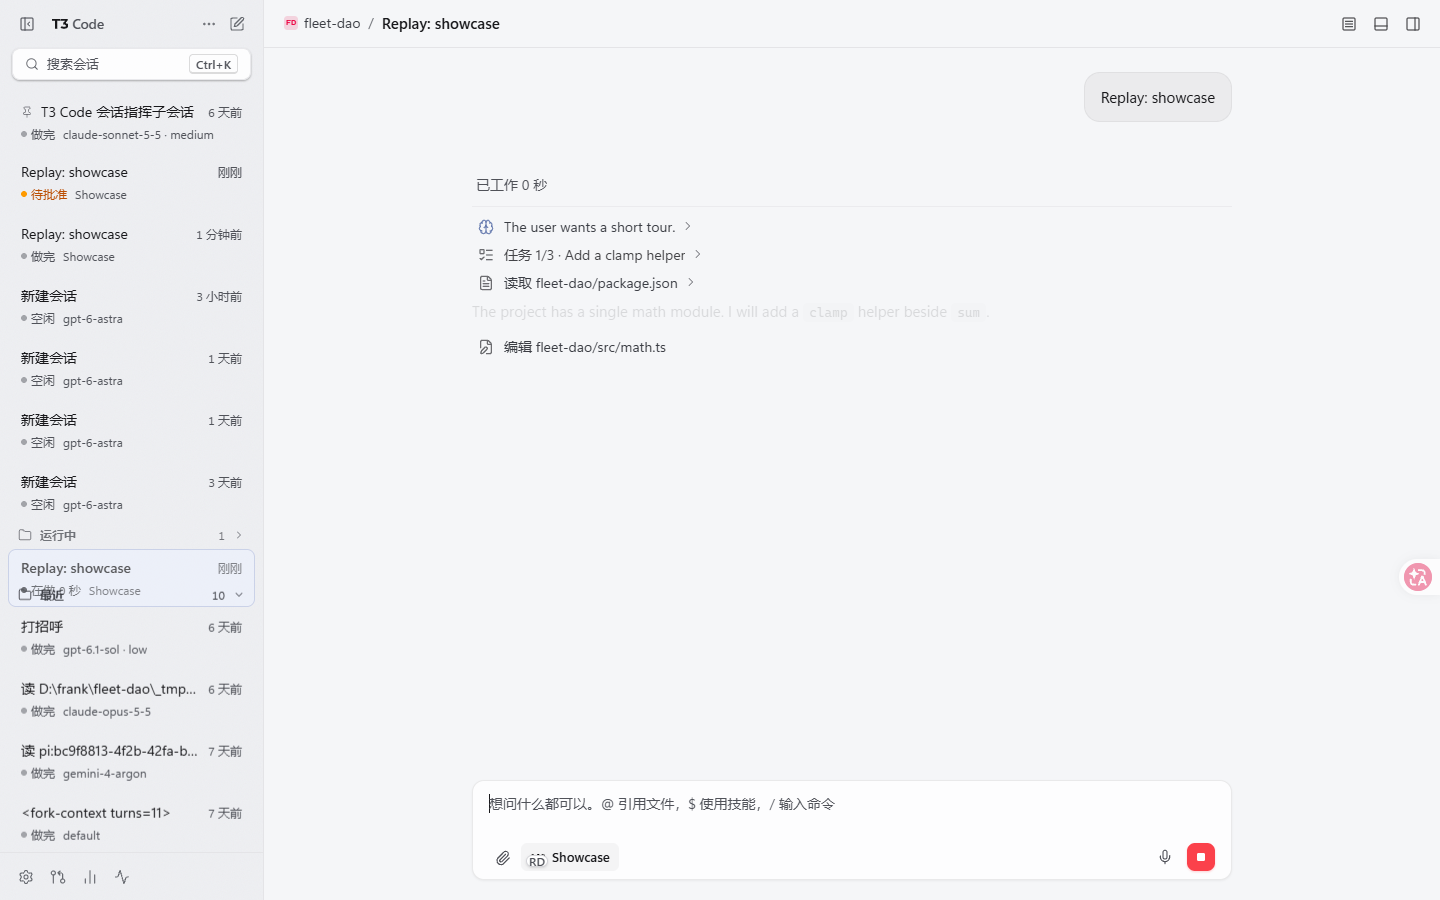 T3 Code
搜索会话 Ctrl+K
T3 Code 会话指挥子会话 6 天前
做完 claude-sonnet-5-5 · medium
Replay: showcase 刚刚
待批准 Showcase
Replay: showcase 1 分钟前
做完 Showcase
新建会话 3 小时前
空闲 gpt-6-astra
新建会话 1 天前
空闲 gpt-6-astra
新建会话 1 天前
空闲 gpt-6-astra
新建会话 3 天前
空闲 gpt-6-astra
运行中 1
Replay: showcase 刚刚
在做 0 秒 Showcase
最近 10
打招呼 6 天前
做完 gpt-6.1-sol · low
读 D:\frank\fleet-dao\_tmp... 6 天前
做完 claude-opus-5-5
读 pi:bc9f8813-4f2b-42fa-b... 7 天前
做完 gemini-4-argon
<fork-context turns=11> 7 天前
做完 default
FD fleet-dao / Replay: showcase
Replay: showcase
已工作 0 秒
The user wants a short tour.
任务 1/3 · Add a clamp helper
读取 fleet-dao/package.json
The project has a single math module. I will add a clamp helper beside sum.
编辑 fleet-dao/src/math.ts
想问什么都可以。@ 引用文件，$ 使用技能，/ 输入命令
RD Showcase